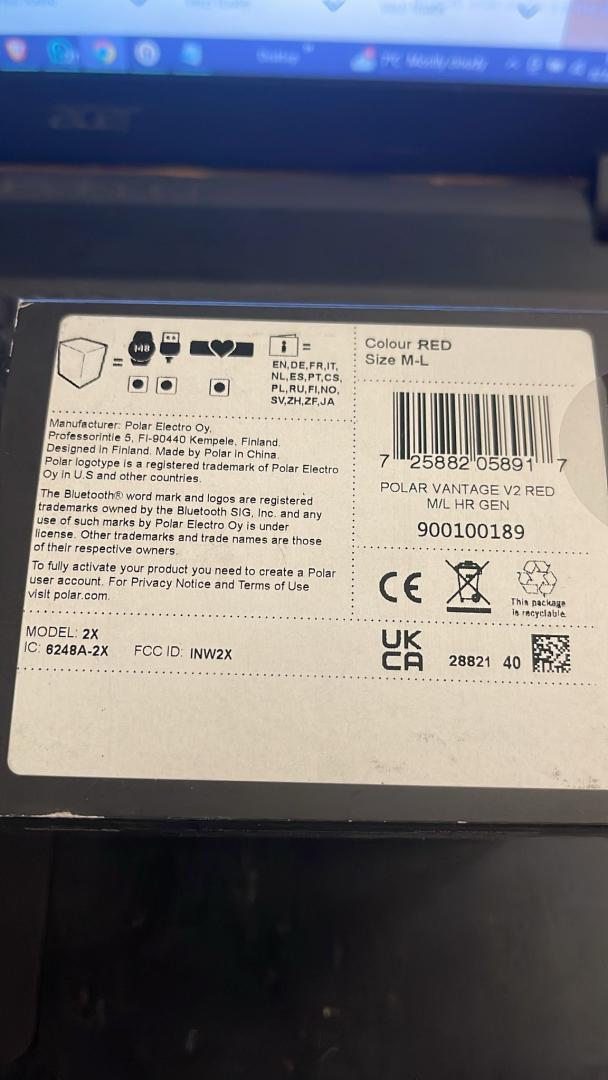 acer
M8
=
i =
EN,DE,FR,IT,
NL,ES,PT,CS,
PL,RU,FI,NO,
SV,ZH,ZF,JA
Colour RED
Size M-L
7 25882 05891 7
POLAR VANTAGE V2 RED
M/L HR GEN
900100189
Manufacturer: Polar Electro Oy,
Professorintie 5, FI-90440 Kempele, Finland.
Designed in Finland. Made by Polar in China.
Polar logotype is a registered trademark of Polar Electro
Oy in U.S and other countries.
The Bluetooth® word mark and logos are registered
trademarks owned by the Bluetooth SIG, Inc. and any
use of such marks by Polar Electro Oy is under
license. Other trademarks and trade names are those
of their respective owners.
To fully activate your product you need to create a Polar
user account. For Privacy Notice and Terms of Use
visit polar.com.
CE
This package
is recyclable.
MODEL: 2X
IC: 6248A-2X FCC ID: INW2X
UK
CA
28821 40